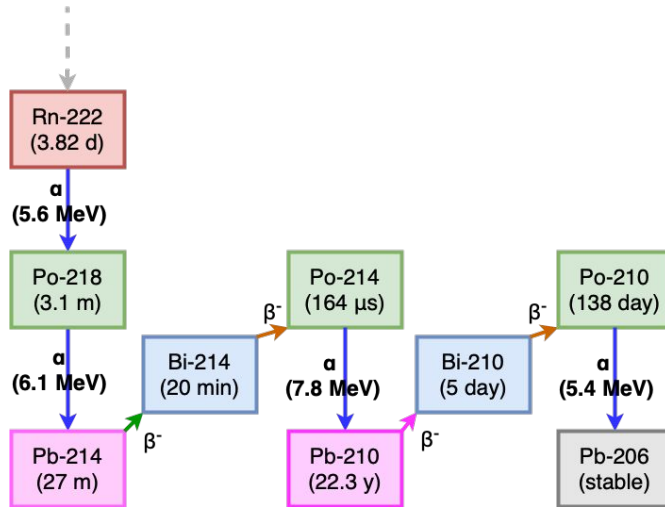 Rn-222
(3.82 d)
α
(5.6 MeV)
Po-218
(3.1 m)
Po-214
(164 µs)
Po-210
(138 day)
β-
β-
α
(6.1 MeV)
Bi-214
(20 min)
α
(7.8 MeV)
Bi-210
(5 day)
α
(5.4 MeV)
β-
β-
Pb-214
(27 m)
Pb-210
(22.3 y)
Pb-206
(stable)